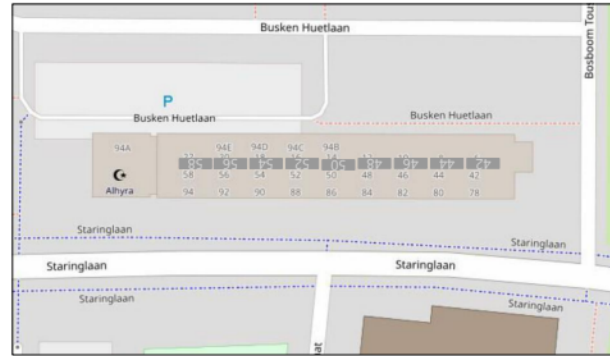 Busken Huetlaan
Bosboom Tous
P
Busken Huetlaan
Busken Huetlaan
94A 94E 94D 94C 94B
58 56 54 52 50 48 46 44 42
58 56 54 52 50 48 46 44 42
Alhyra
94 92 90 88 86 84 82 80 78
Staringlaan
Staringlaan
Staringlaan
Staringlaan
Staringlaan
Staringlaan
at